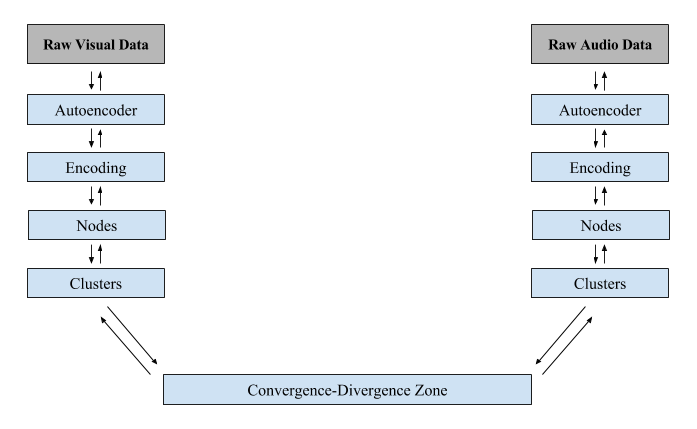 Raw Visual Data
Autoencoder
Encoding
Nodes
Clusters
Raw Audio Data
Autoencoder
Encoding
Nodes
Clusters
Convergence-Divergence Zone